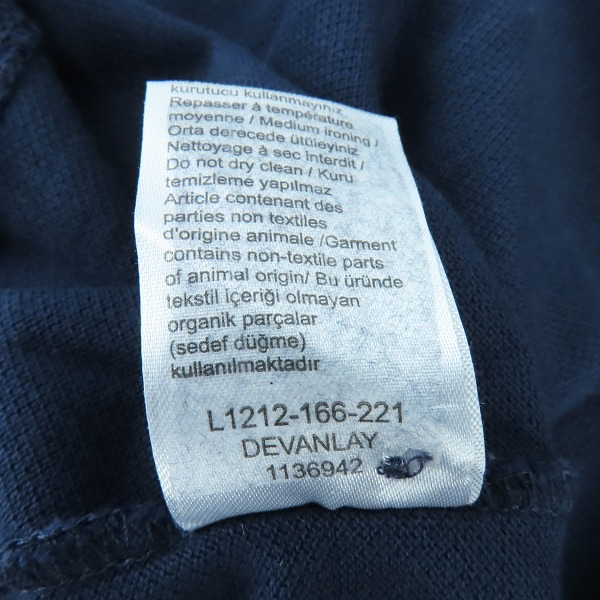 kurutucu kullanmayınız
Repasser à température
moyenne / Medium ironing /
Orta derecede ütüleyiniz
Nettoyage à sec interdit /
Do not dry clean / Kuru
temizleme yapılmaz
Article contenant des
parties non textiles
d'origine animale /Garment
contains non-textile parts
of animal origin/ Bu üründe
tekstil içeriği olmayan
organik parçalar
(sedef düğme)
kullanılmaktadır
L1212-166-221
DEVANLAY
1136942